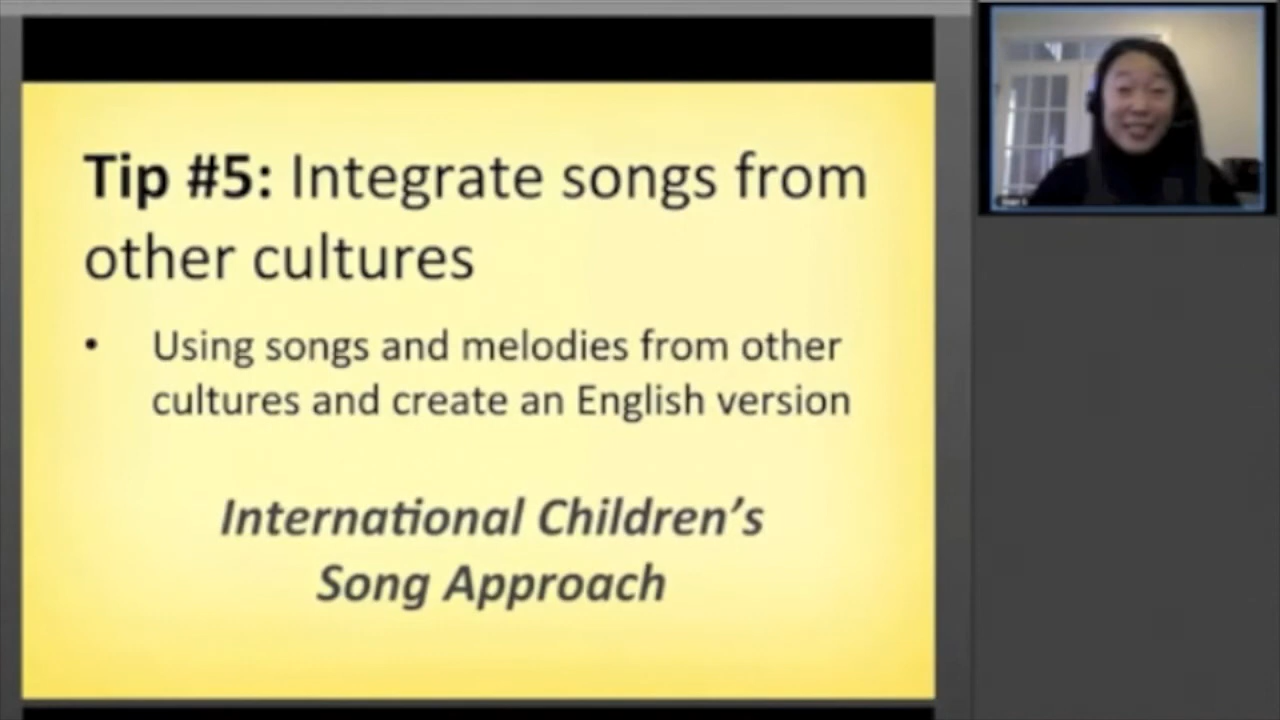 Tip #5: Integrate songs from
other cultures
• Using songs and melodies from other
cultures and create an English version
International Children's
Song Approach